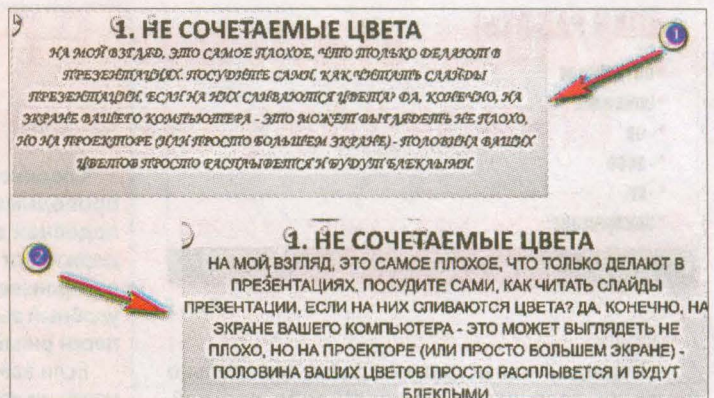 1. НЕ СОЧЕТАЕМЫЕ ЦВЕТА
НА МОЙ ВЗГЛЯД, ЭТО САМОЕ ПЛОХОЕ, ЧТО ТОЛЬКО ДЕЛАЮТ В
ПРЕЗЕНТАЦИЯХ. ПОСУДИТЕ САМИ, КАК ЧИТАТЬ СЛАЙДЫ
ПРЕЗЕНТАЦИИ, ЕСЛИ НА НИХ СЛИВАЮТСЯ ЦВЕТА? ДА, КОНЕЧНО, НА
ЭКРАНЕ ВАШЕГО КОМПЬЮТЕРА - ЭТО МОЖЕТ ВЫГЛЯДЕТЬ НЕ ПЛОХО,
НО НА ПРОЕКТОРЕ (ИЛИ ПРОСТО БОЛЬШЕМ ЭКРАНЕ) - ПОЛОВИНА ВАШИХ
ЦВЕТОВ ПРОСТО РАСПЛЫВЕТСЯ И БУДУТ БЛЕКЛЫМИ.
1
2
1. НЕ СОЧЕТАЕМЫЕ ЦВЕТА
НА МОЙ ВЗГЛЯД, ЭТО САМОЕ ПЛОХОЕ, ЧТО ТОЛЬКО ДЕЛАЮТ В
ПРЕЗЕНТАЦИЯХ. ПОСУДИТЕ САМИ, КАК ЧИТАТЬ СЛАЙДЫ
ПРЕЗЕНТАЦИИ, ЕСЛИ НА НИХ СЛИВАЮТСЯ ЦВЕТА? ДА, КОНЕЧНО, НА
ЭКРАНЕ ВАШЕГО КОМПЬЮТЕРА - ЭТО МОЖЕТ ВЫГЛЯДЕТЬ НЕ
ПЛОХО, НО НА ПРОЕКТОРЕ (ИЛИ ПРОСТО БОЛЬШЕМ ЭКРАНЕ) -
ПОЛОВИНА ВАШИХ ЦВЕТОВ ПРОСТО РАСПЛЫВЕТСЯ И БУДУТ
БЛЕКЛЫМИ